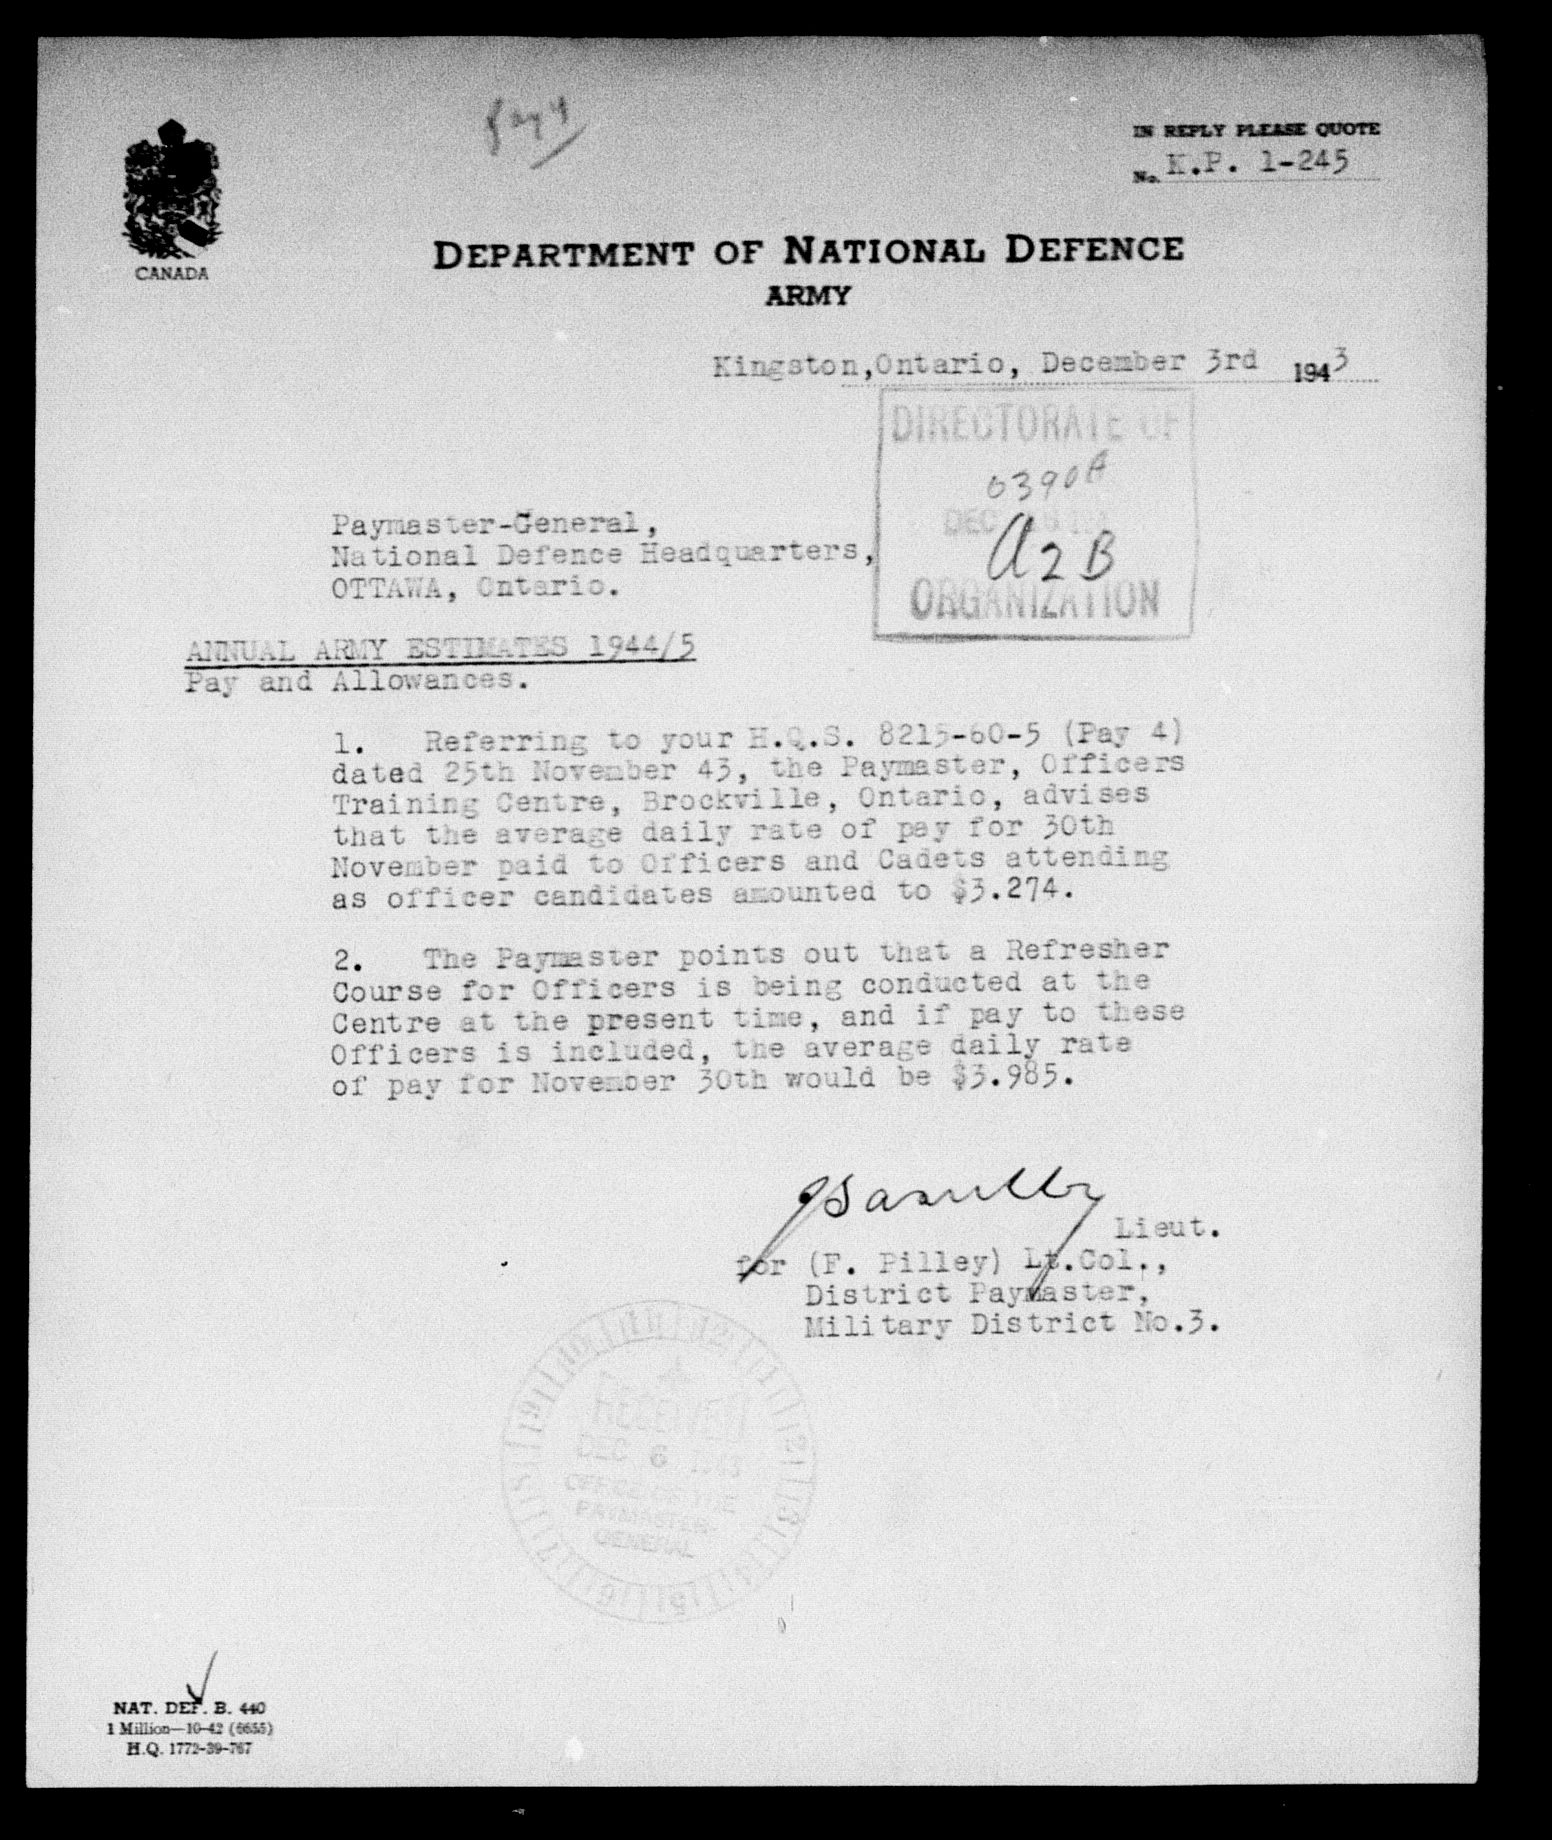 Pay 4
IN REPLY PLEASE QUOTE
No. K.P. 1-245
CANADA
DEPARTMENT OF NATIONAL DEFENCE
ARMY
Kingston,Ontario, December 3rd 1943
DIRECTORATE OF
6390A
DEC
A2B
ORGANIZATION
Paymaster-General,
National Defence Headquarters,
OTTAWA, Ontario.
ANNUAL ARMY ESTIMATES 1944/5
Pay and Allowances.
1. Referring to your H.Q.S. 8215-60-5 (Pay 4)
dated 25th November 43, the Paymaster, Officers
Training Centre, Brockville, Ontario, advises
that the average daily rate of pay for 30th
November paid to Officers and Cadets attending
as officer candidates amounted to $3.274.
2. The Paymaster points out that a Refresher
Course for Officers is being conducted at the
Centre at the present time, and if pay to these
Officers is included, the average daily rate
of pay for November 30th would be $3.985.
Lieut.
for (F. Pilley) Lt.Col.,
District Paymaster,
Military District No.3.
RECEIVED
DEC 6 1943
OFFICE OF THE
PAYMASTER-
GENERAL
NAT. DEF. B. 440
1 Million—10-42 (6655)
H.Q. 1772-39-767